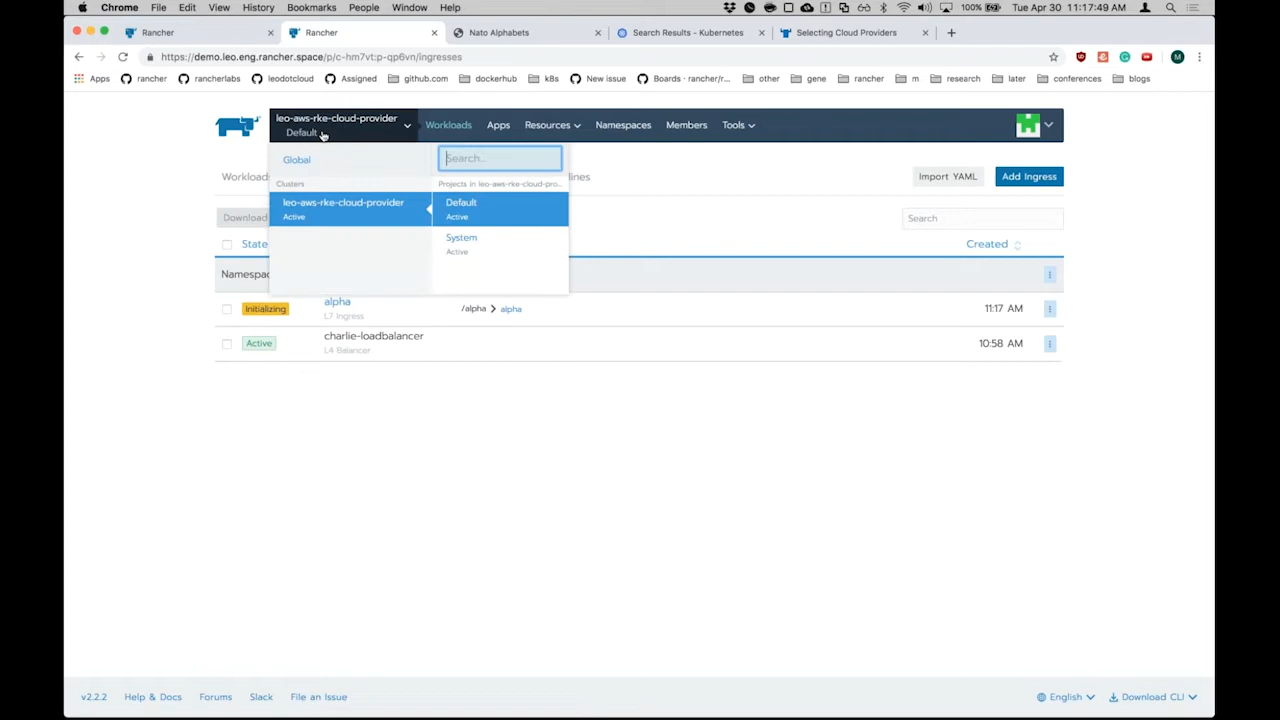 Chrome File Edit View History Bookmarks People Window Help 100% Tue Apr 30 11:17:49 AM
Rancher Rancher Nato Alphabets Search Results - Kubernetes Selecting Cloud Providers
https://demo.leo.eng.rancher.space/p/c-hm7vt:p-qp6vn/ingresses
Apps rancher rancherlabs leodotcloud Assigned github.com dockerhub k8s New issue Boards · rancher/r... other gene rancher m research later conferences blogs
leo-aws-rke-cloud-provider
Default
Workloads Apps Resources Namespaces Members Tools
Global Search...
Workload lines Import YAML Add Ingress
Clusters Projects in leo-aws-rke-cloud-pro...
leo-aws-rke-cloud-provider Default
Active Active
Download Search
System
Active
State Created
Namespac
Initializing alpha /alpha > alpha 11:17 AM
L7 Ingress
Active charlie-loadbalancer 10:58 AM
L4 Balancer
v2.2.2 Help & Docs Forums Slack File an Issue English Download CLI